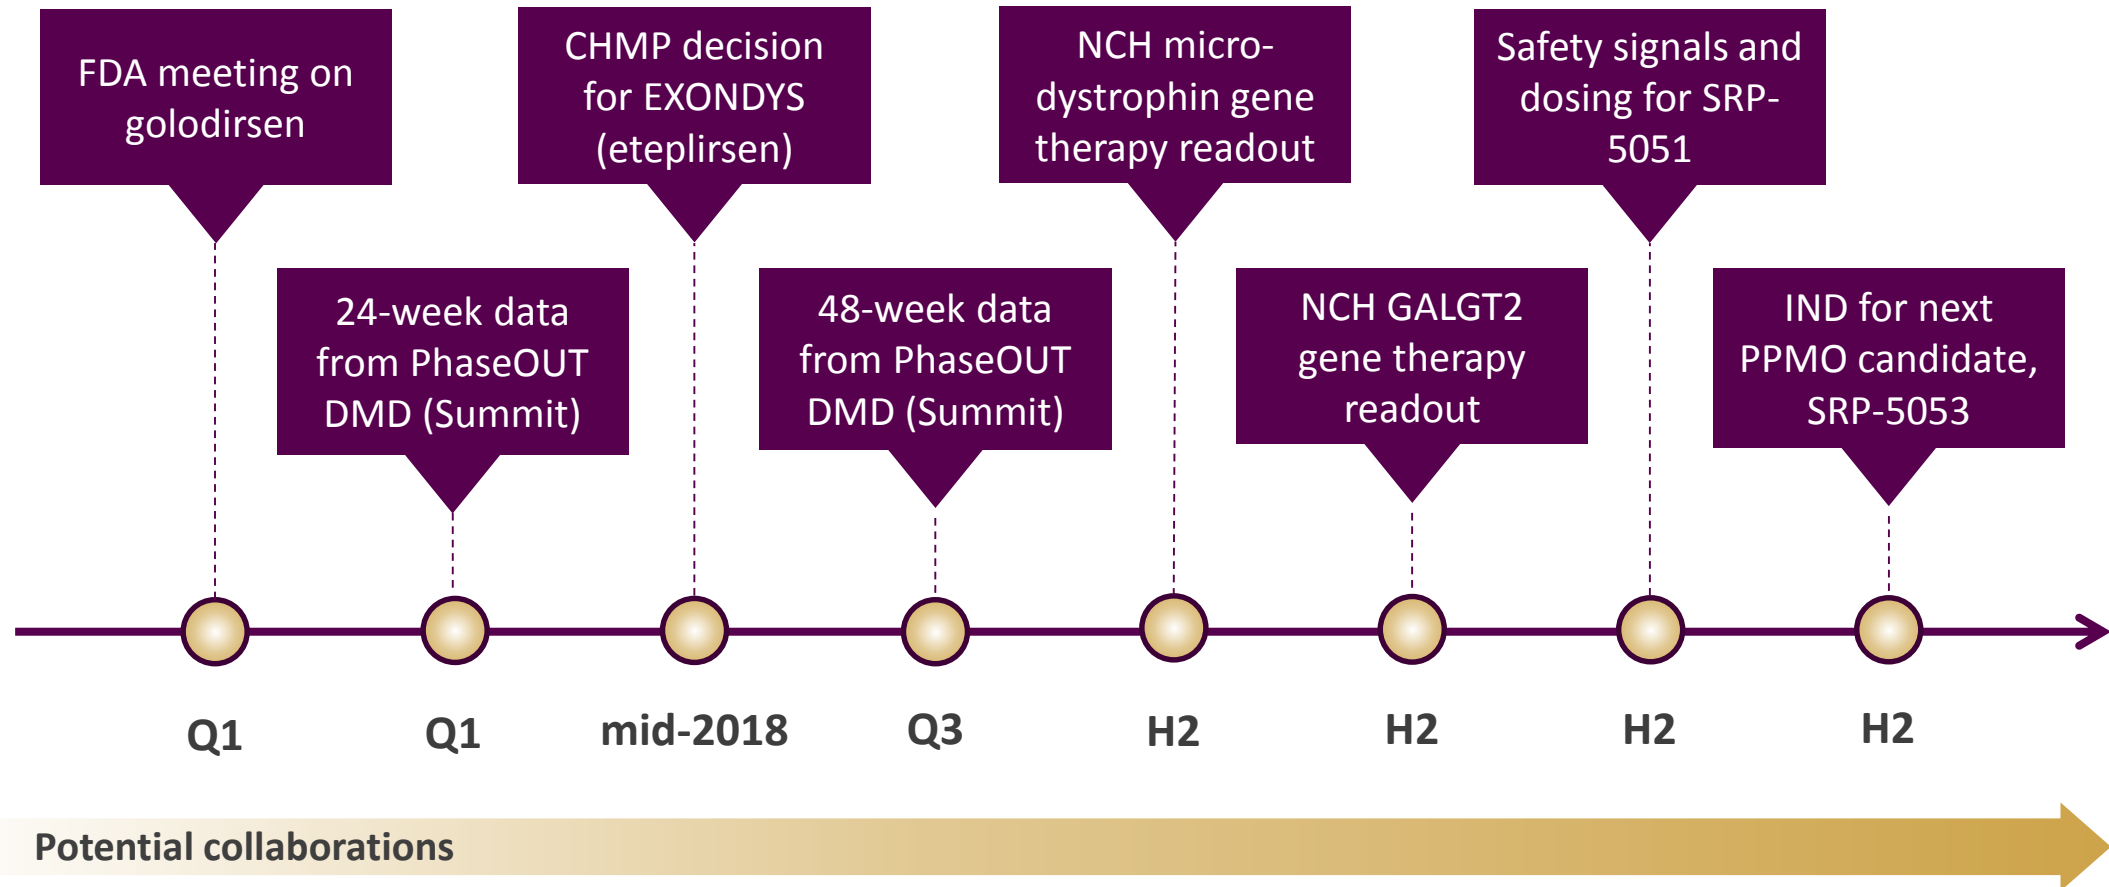 FDA meeting on
golodirsen
24-week data
from PhaseOUT
DMD (Summit)
CHMP decision
for EXONDYS
(eteplirsen)
48-week data
from PhaseOUT
DMD (Summit)
NCH micro-
dystrophin gene
therapy readout
NCH GALGT2
gene therapy
readout
Safety signals and
dosing for SRP-
5051
IND for next
PPMO candidate,
SRP-5053
Q1
Q1
mid-2018
Q3
H2
H2
H2
H2
Potential collaborations